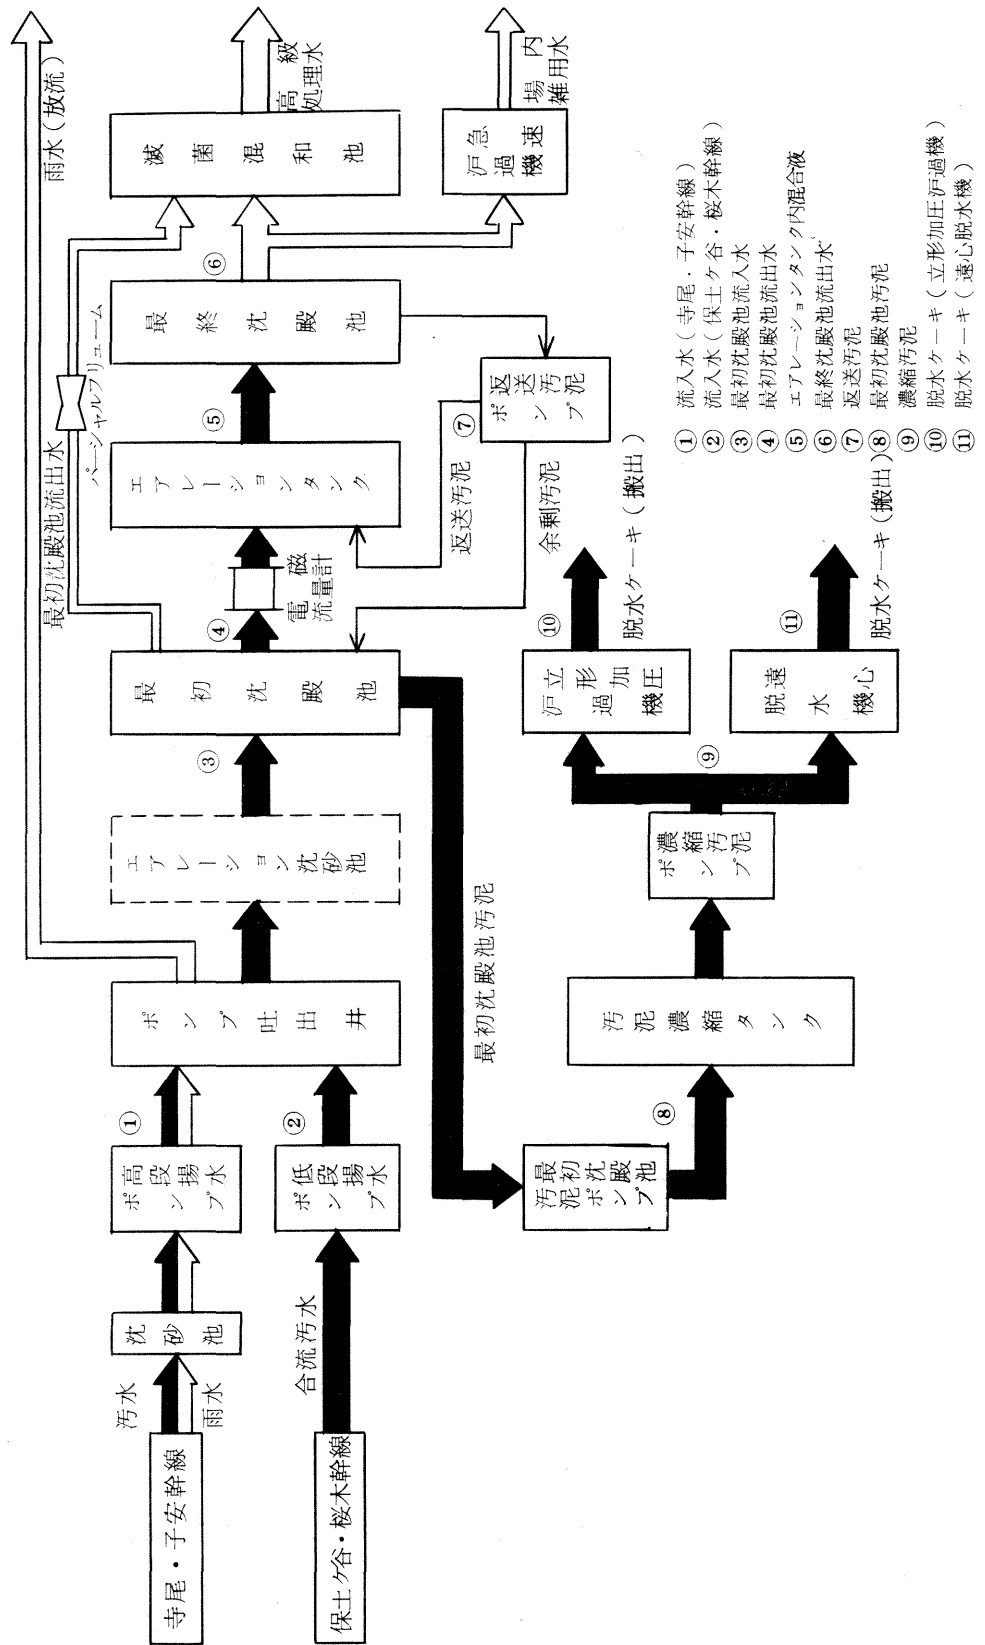 寺尾・子安幹線
汚水
雨水
沈砂池
高段揚水
ポンプ
①
保土ケ谷・桜木幹線
合流汚水
低段揚水
ポンプ
②
ポンプ吐出井
雨水(放流)
エアレーション沈砂池
③
最初沈殿池
最初沈殿池流出水
パーシャルフリューム
④
電磁
流量計
エアレーションタンク
⑤
最終沈殿池
⑥
滅菌混和池
高級
処理水
急速
沪過機
場内
雑用水
返送汚泥
ポンプ
⑦
返送汚泥
余剰汚泥
最初沈殿池汚泥
最初沈殿池
汚泥ポンプ
⑧
汚泥濃縮タンク
濃縮汚泥
ポンプ
⑨
立形加圧
沪過機
⑩
脱水ケーキ(搬出)
遠心
脱水機
⑪
脱水ケーキ(搬出)
① 流入水(寺尾・子安幹線)
② 流入水(保土ケ谷・桜木幹線)
③ 最初沈殿池流入水
④ 最初沈殿池流出水
⑤ エアレーションタンク内混合液
⑥ 最終沈殿池流出水
⑦ 返送汚泥
⑧ 最初沈殿池汚泥
⑨ 濃縮汚泥
⑩ 脱水ケーキ(立形加圧沪過機)
⑪ 脱水ケーキ(遠心脱水機)